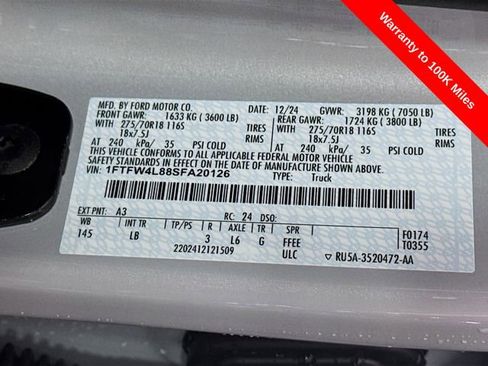 Warranty to 100K Miles
MFD. BY FORD MOTOR CO.
12/24 GVWR: 3198 KG ( 7050 LB)
FRONT GAWR: 1633 KG ( 3600 LB)
REAR GAWR: 1724 KG ( 3800 LB)
WITH
275/70R18 116S TIRES
WITH
275/70R18 116S TIRES
18x7.5J RIMS
18x7.5J RIMS
AT 240 kPa/ 35 PSI COLD
AT 240 kPa/ 35 PSI COLD
THIS VEHICLE CONFORMS TO ALL APPLICABLE FEDERAL MOTOR VEHICLE
SAFETY STANDARDS IN EFFECT ON THE DATE OF MANUFACTURE SHOWN ABOVE.
VIN: 1FTFW4L88SFA20126
TYPE: Truck
EXT PNT: A3 RC: 24 DSO:
WB INT TR TP/PS R AXLE TR SPR
145 LB 3 L6 G FFEE
ULC
2202412121509
F0174
T0355
▽ RU5A-3520472-AA